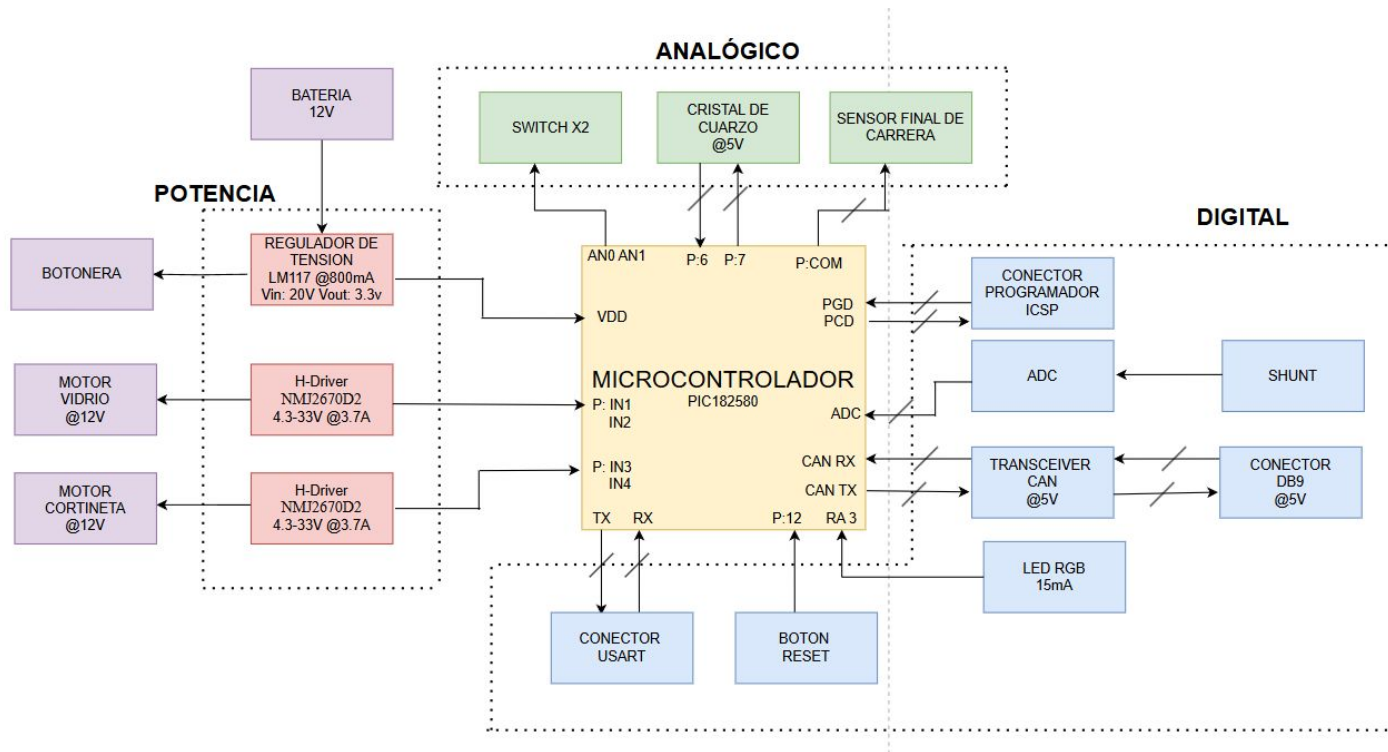 ANALÓGICO
BATERIA
12V
SWITCH X2
CRISTAL DE
CUARZO
@5V
SENSOR FINAL DE
CARRERA
POTENCIA
DIGITAL
BOTONERA
REGULADOR DE
TENSION
LM117 @800mA
Vin: 20V Vout: 3.3v
MOTOR
VIDRIO
@12V
H-Driver
NMJ2670D2
4.3-33V @3.7A
MOTOR
CORTINETA
@12V
H-Driver
NMJ2670D2
4.3-33V @3.7A
AN0 AN1
P:6
P:7
P:COM
VDD
PGD
PCD
MICROCONTROLADOR
PIC182580
P: IN1
IN2
ADC
P: IN3
IN4
CAN RX
CAN TX
TX
RX
P:12
RA 3
CONECTOR
PROGRAMADOR
ICSP
ADC
SHUNT
TRANSCEIVER
CAN
@5V
CONECTOR
DB9
@5V
LED RGB
15mA
CONECTOR
USART
BOTON
RESET